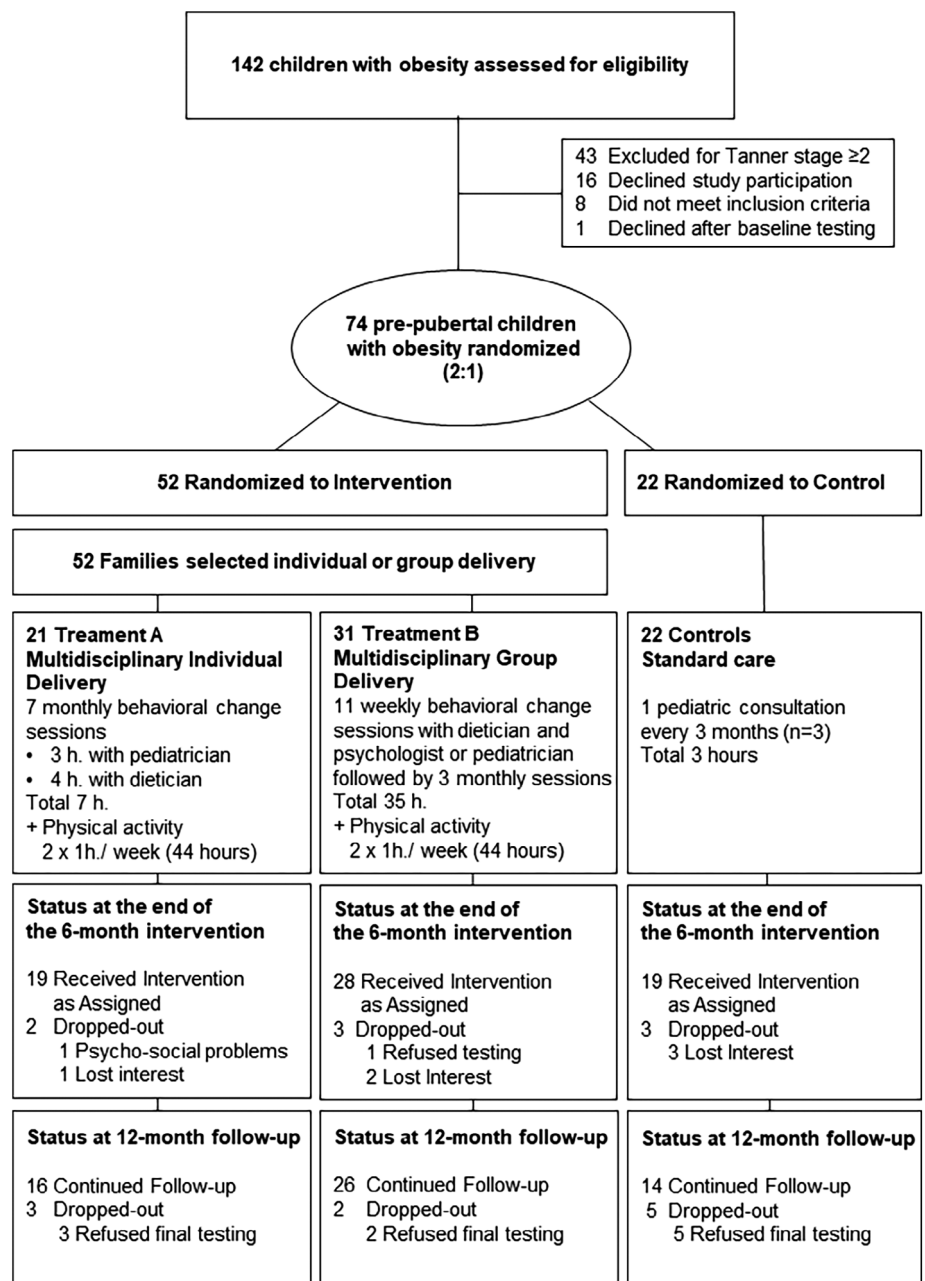 142 children with obesity assessed for eligibility
43 Excluded for Tanner stage ≥2
16 Declined study participation
8 Did not meet inclusion criteria
1 Declined after baseline testing
74 pre-pubertal children
with obesity randomized
(2:1)
52 Randomized to Intervention
22 Randomized to Control
52 Families selected individual or group delivery
21 Treament A
Multidisciplinary Individual
Delivery
7 monthly behavioral change
sessions
• 3 h. with pediatrician
• 4 h. with dietician
Total 7 h.
+ Physical activity
2 x 1h./ week (44 hours)
31 Treatment B
Multidisciplinary Group
Delivery
11 weekly behavioral change
sessions with dietician and
psychologist or pediatrician
followed by 3 monthly sessions
Total 35 h.
+ Physical activity
2 x 1h./ week (44 hours)
22 Controls
Standard care
1 pediatric consultation
every 3 months (n=3)
Total 3 hours
Status at the end of
the 6-month intervention
19 Received Intervention
as Assigned
2 Dropped-out
1 Psycho-social problems
1 Lost interest
Status at the end of
the 6-month intervention
28 Received Intervention
as Assigned
3 Dropped-out
1 Refused testing
2 Lost Interest
Status at the end of
the 6-month intervention
19 Received Intervention
as Assigned
3 Dropped-out
3 Lost Interest
Status at 12-month follow-up
16 Continued Follow-up
3 Dropped-out
3 Refused final testing
Status at 12-month follow-up
26 Continued Follow-up
2 Dropped-out
2 Refused final testing
Status at 12-month follow-up
14 Continued Follow-up
5 Dropped-out
5 Refused final testing